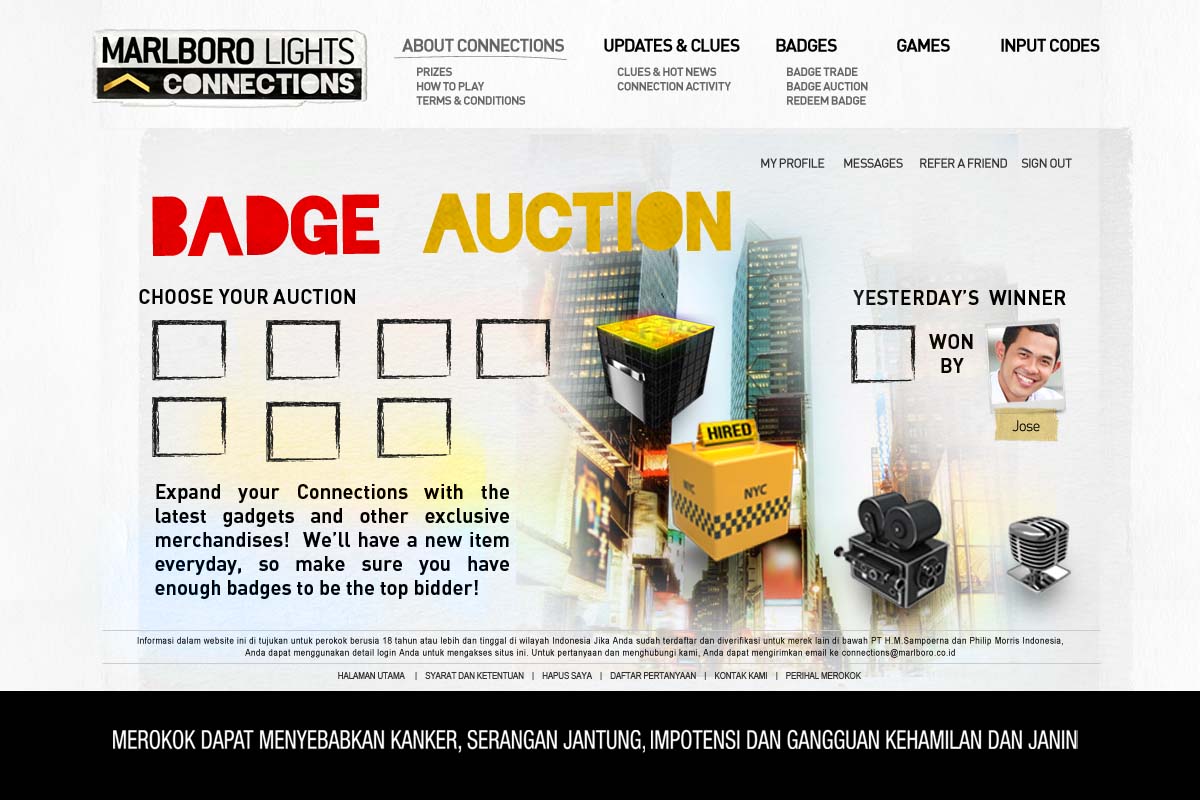 MARLBORO LIGHTS
CONNECTIONS
ABOUT CONNECTIONS
PRIZES
HOW TO PLAY
TERMS & CONDITIONS
UPDATES & CLUES
CLUES & HOT NEWS
CONNECTION ACTIVITY
BADGES
BADGE TRADE
BADGE AUCTION
REDEEM BADGE
GAMES
INPUT CODES
MY PROFILE MESSAGES REFER A FRIEND SIGN OUT
BADGE AUCTION
CHOOSE YOUR AUCTION
YESTERDAY'S WINNER
WON
BY
Jose
HIRED
NYC
NYC
Expand your Connections with the
latest gadgets and other exclusive
merchandises! We'll have a new item
everyday, so make sure you have
enough badges to be the top bidder!
Informasi dalam website ini di tujukan untuk perokok berusia 18 tahun atau lebih dan tinggal di wilayah Indonesia Jika Anda sudah terdaftar dan diverifikasi untuk merek lain di bawah PT H.M.Sampoerna dan Philip Morris Indonesia,
Anda dapat menggunakan detail login Anda untuk mengakses situs ini. Untuk pertanyaan dan menghubungi kami, Anda dapat mengirimkan email ke connections@marlboro.co.id
HALAMAN UTAMA | SYARAT DAN KETENTUAN | HAPUS SAYA | DAFTAR PERTANYAAN | KONTAK KAMI | PERIHAL MEROKOK
MEROKOK DAPAT MENYEBABKAN KANKER, SERANGAN JANTUNG, IMPOTENSI DAN GANGGUAN KEHAMILAN DAN JANIN